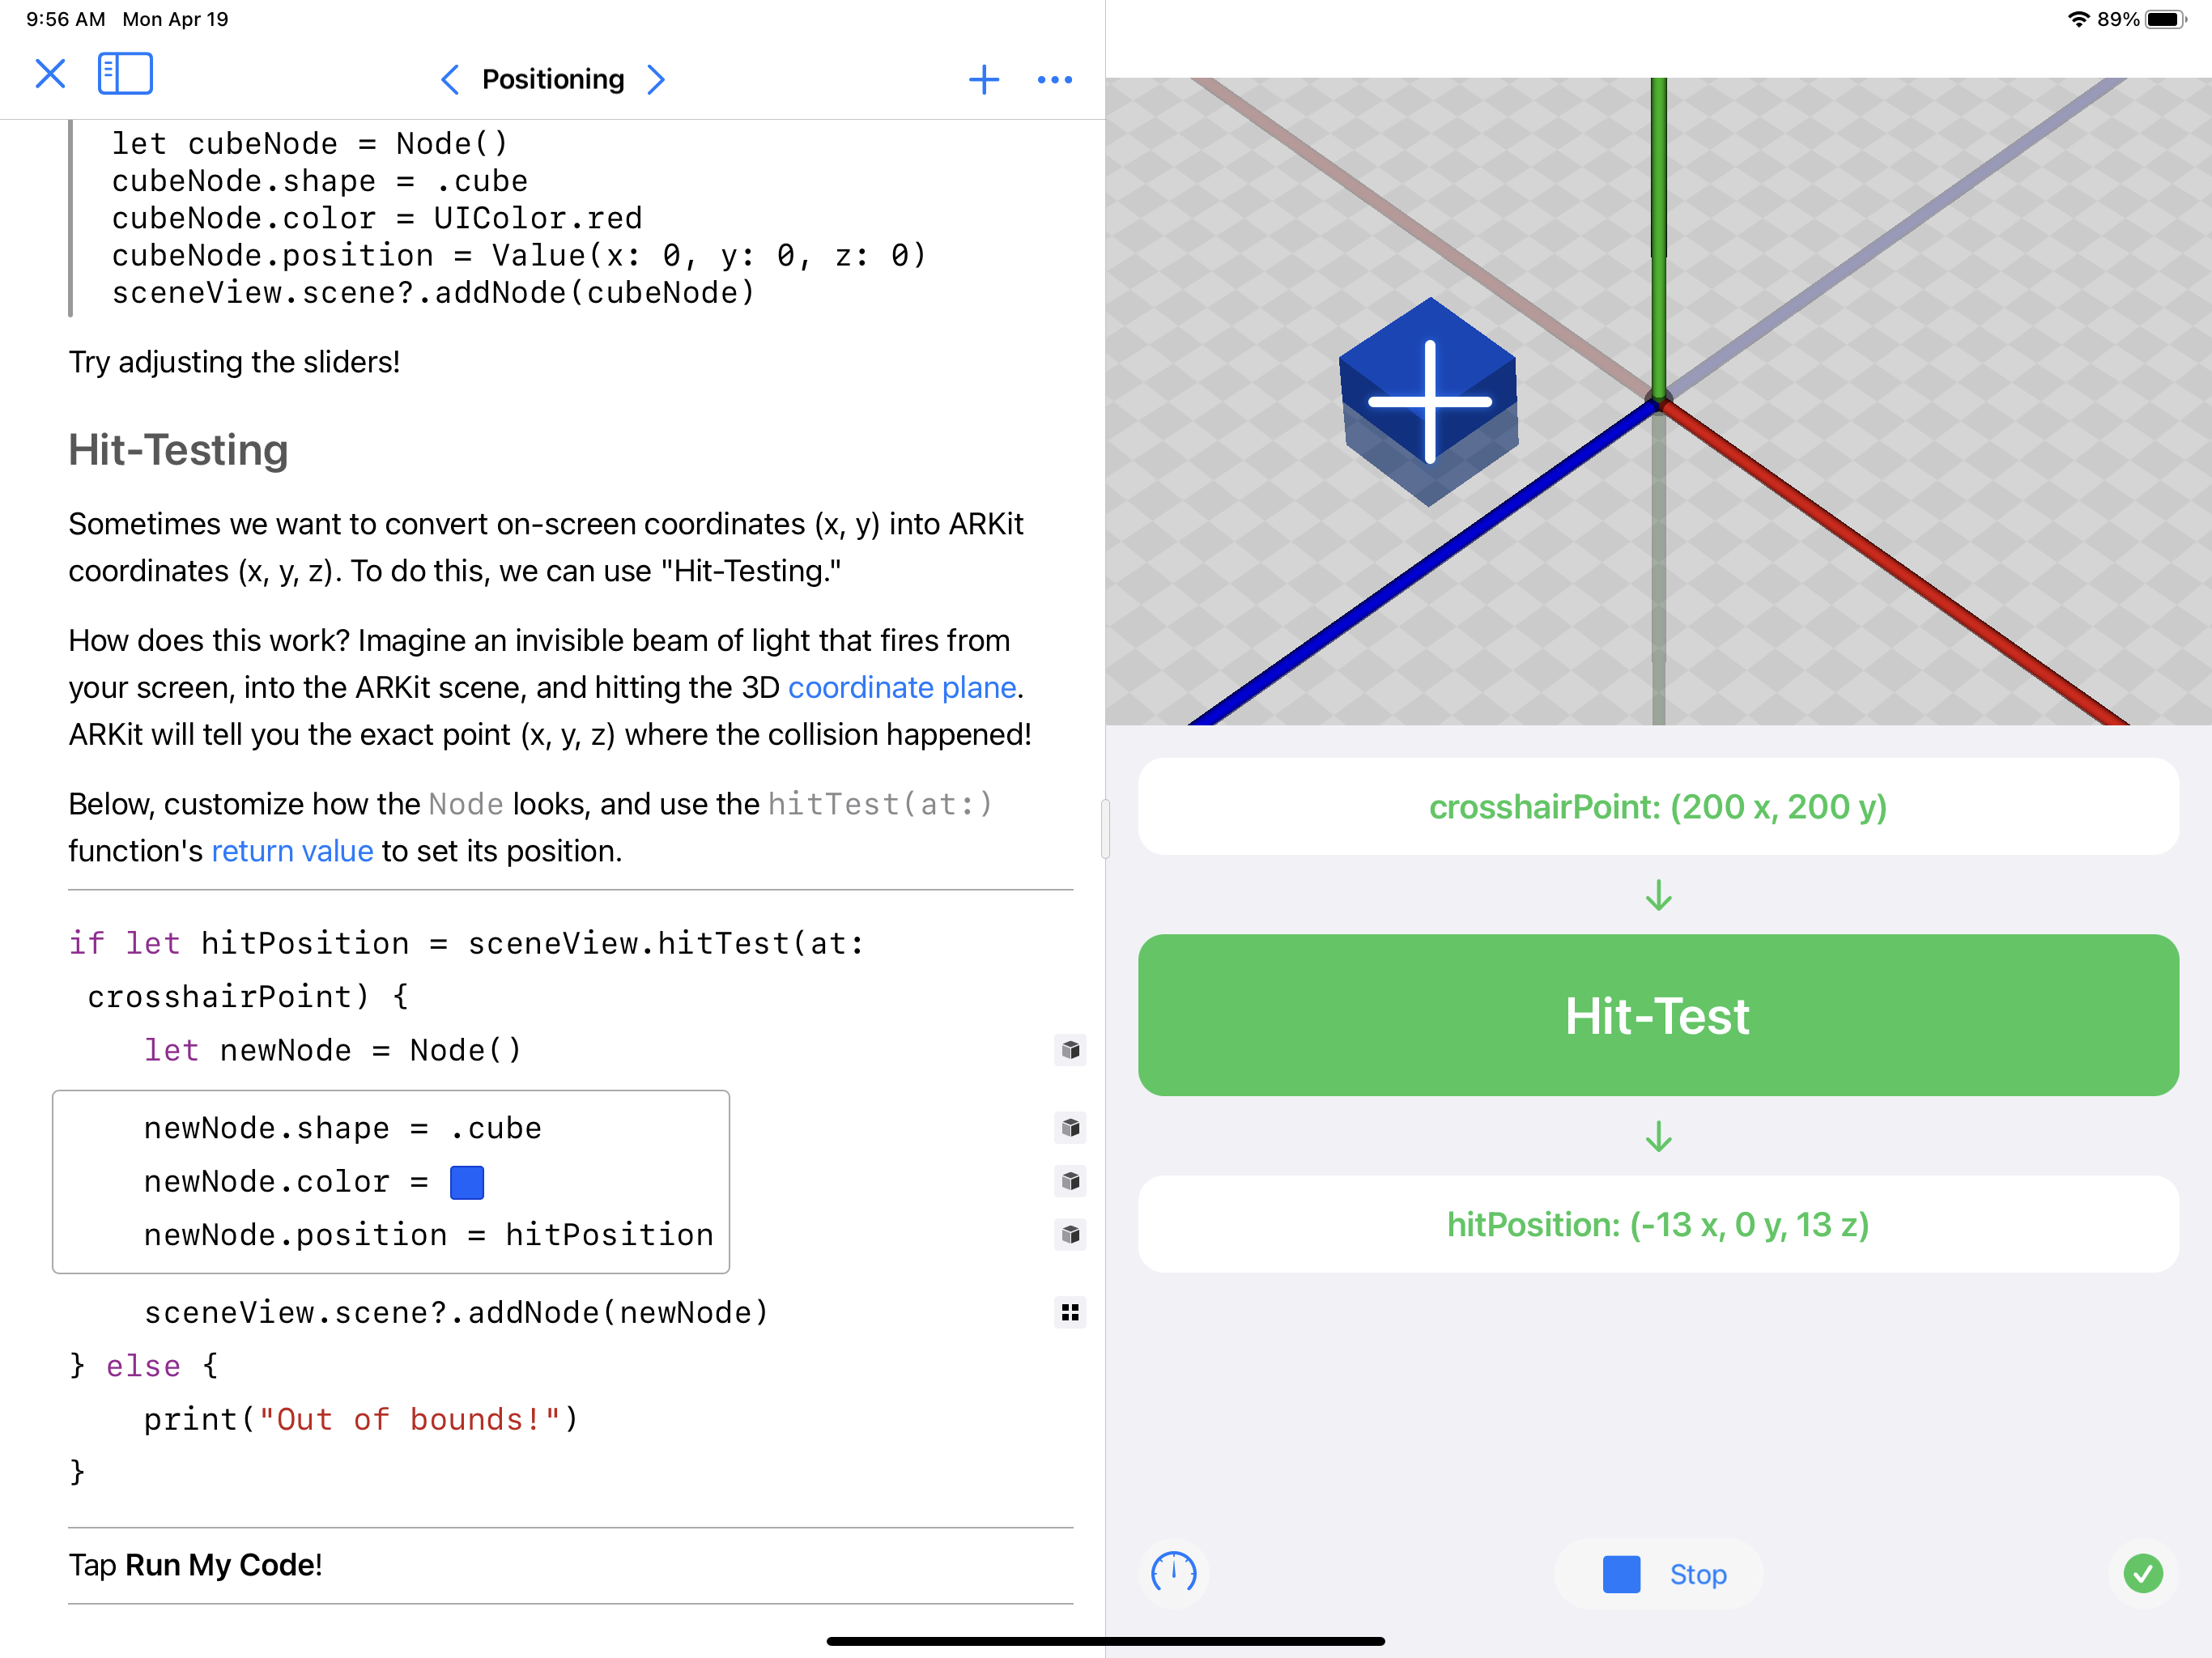 9:56 AM Mon Apr 19
89%
Positioning
let cubeNode = Node()
cubeNode.shape = .cube
cubeNode.color = UIColor.red
cubeNode.position = Value(x: 0, y: 0, z: 0)
sceneView.scene?.addNode(cubeNode)
Try adjusting the sliders!
Hit-Testing
Sometimes we want to convert on-screen coordinates (x, y) into ARKit
coordinates (x, y, z). To do this, we can use "Hit-Testing."
How does this work? Imagine an invisible beam of light that fires from
your screen, into the ARKit scene, and hitting the 3D coordinate plane.
ARKit will tell you the exact point (x, y, z) where the collision happened!
Below, customize how the Node looks, and use the hitTest(at:)
function's return value to set its position.
if let hitPosition = sceneView.hitTest(at:
crosshairPoint) {
let newNode = Node()
newNode.shape = .cube
newNode.color =
newNode.position = hitPosition
sceneView.scene?.addNode(newNode)
} else {
print("Out of bounds!")
}
Tap Run My Code!
crosshairPoint: (200 x, 200 y)
Hit-Test
hitPosition: (-13 x, 0 y, 13 z)
Stop